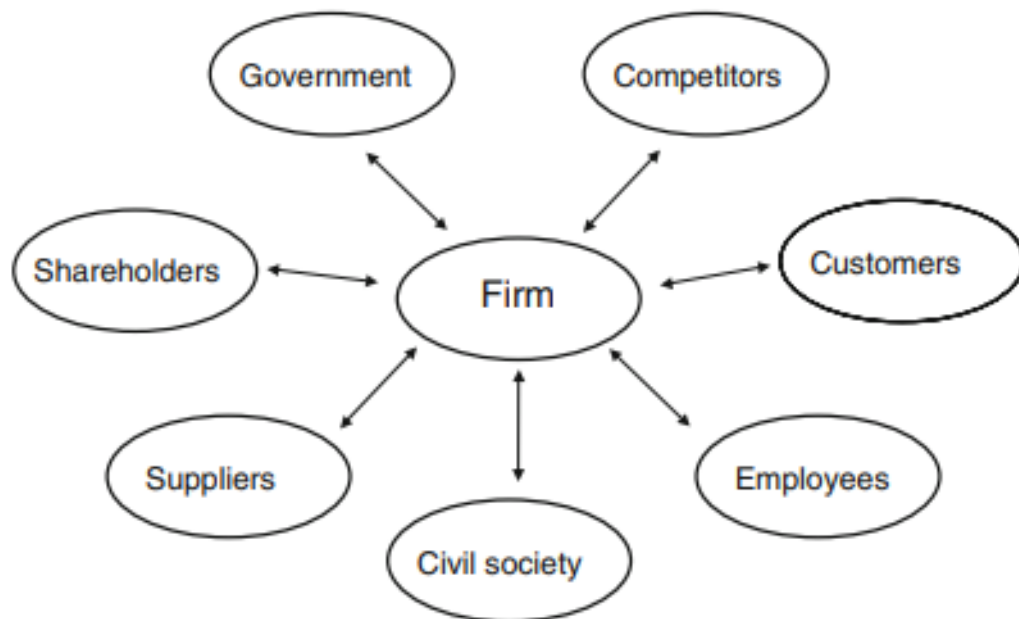 Government
Competitors
Shareholders
Firm
Customers
Suppliers
Civil society
Employees